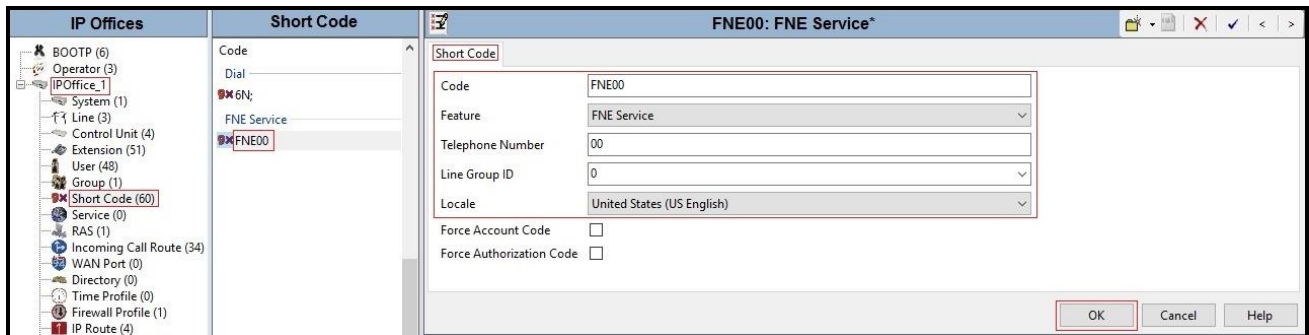 IP Offices
BOOTP (6)
Operator (3)
IPOffice_1
System (1)
Line (3)
Control Unit (4)
Extension (51)
User (48)
Group (1)
Short Code (60)
Service (0)
RAS (1)
Incoming Call Route (34)
WAN Port (0)
Directory (0)
Time Profile (0)
Firewall Profile (1)
IP Route (4)
Short Code
Code
Dial
6N;
FNE Service
FNE00
FNE00: FNE Service*
Short Code
Code FNE00
Feature FNE Service
Telephone Number 00
Line Group ID 0
Locale United States (US English)
Force Account Code
Force Authorization Code
OK Cancel Help